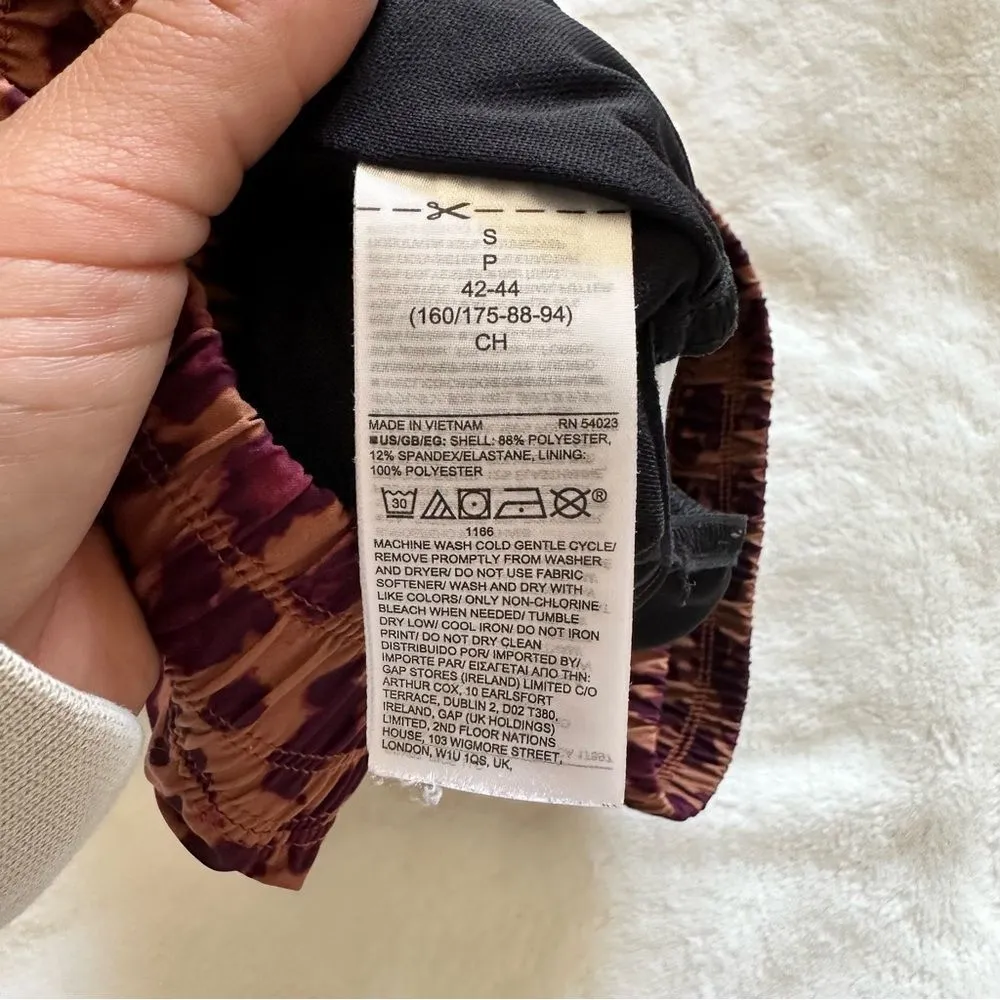 S
P
42-44
(160/175-88-94)
CH
MADE IN VIETNAM RN 54023
US/GB/EG: SHELL: 88% POLYESTER,
12% SPANDEX/ELASTANE, LINING:
100% POLYESTER
30 ®
1166
MACHINE WASH COLD GENTLE CYCLE/
REMOVE PROMPTLY FROM WASHER
AND DRYER/ DO NOT USE FABRIC
SOFTENER/ WASH AND DRY WITH
LIKE COLORS/ ONLY NON-CHLORINE
BLEACH WHEN NEEDED/ TUMBLE
DRY LOW/ COOL IRON/ DO NOT IRON
PRINT/ DO NOT DRY CLEAN
DISTRIBUIDO POR/ IMPORTED BY/
IMPORTE PAR/ ΕΙΣΑΓΕΤΑΙ ΑΠΟ ΤΗΝ:
GAP STORES (IRELAND) LIMITED C/O
ARTHUR COX, 10 EARLSFORT
TERRACE, DUBLIN 2, D02 T380,
IRELAND, GAP (UK HOLDINGS)
LIMITED, 2ND FLOOR NATIONS
HOUSE, 103 WIGMORE STREET,
LONDON, W1U 1QS, UK,